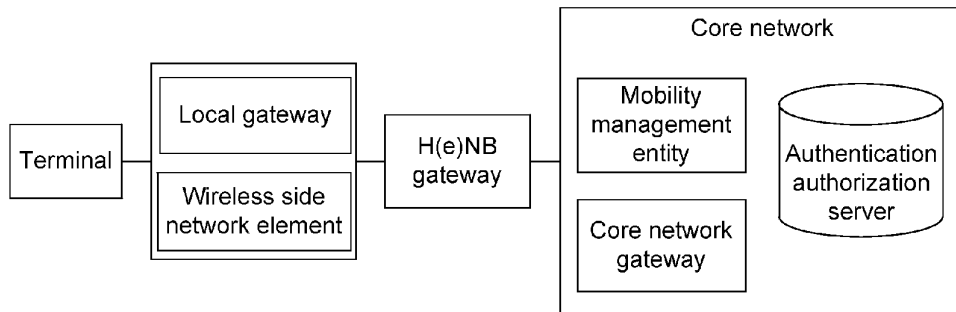 Core network
Terminal
Local gateway
Wireless side
network element
H(e)NB
gateway
Mobility
management
entity
Core network
gateway
Authentication
authorization
server